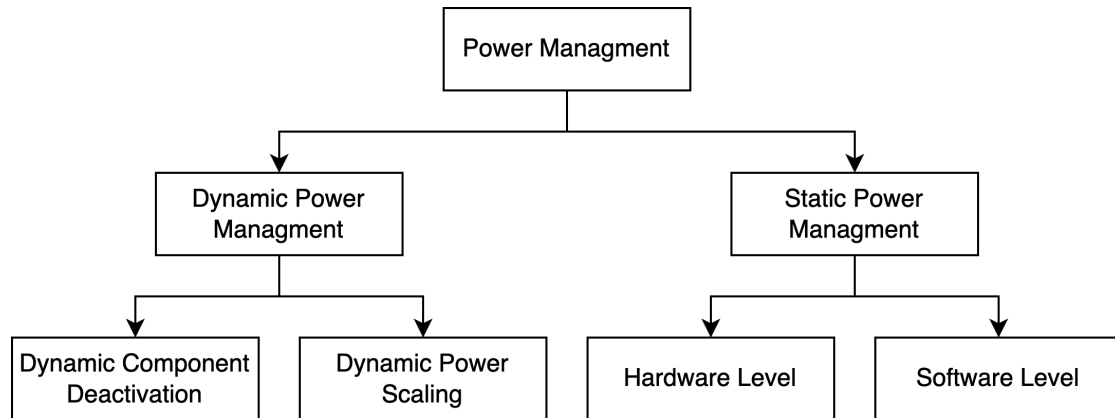 Power Managment
Dynamic Power
Managment
Static Power
Managment
Dynamic Component
Deactivation
Dynamic Power
Scaling
Hardware Level
Software Level